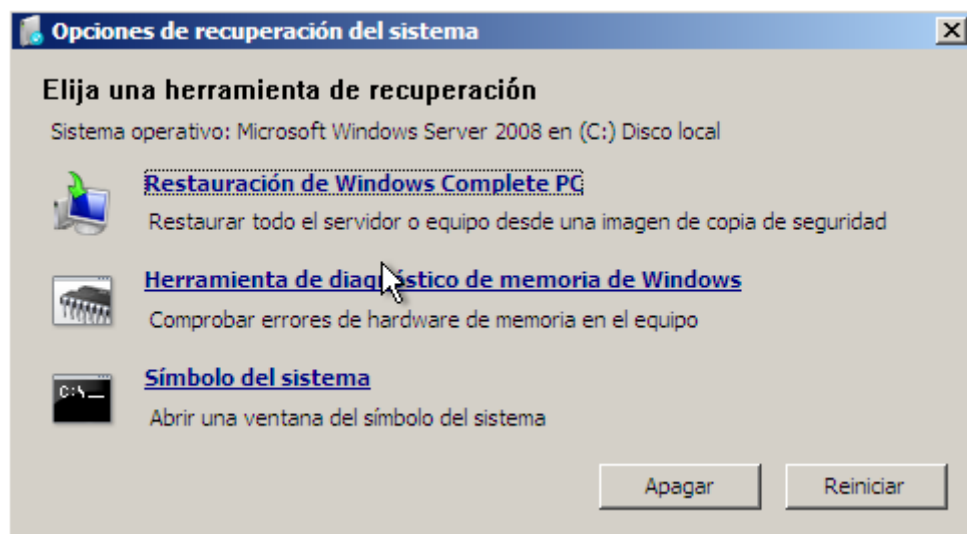 Opciones de recuperación del sistema
Elija una herramienta de recuperación
Sistema operativo: Microsoft Windows Server 2008 en (C:) Disco local
Restauración de Windows Complete PC
Restaurar todo el servidor o equipo desde una imagen de copia de seguridad
Herramienta de diagnóstico de memoria de Windows
Comprobar errores de hardware de memoria en el equipo
C:\_
Símbolo del sistema
Abrir una ventana del símbolo del sistema
Apagar Reiniciar